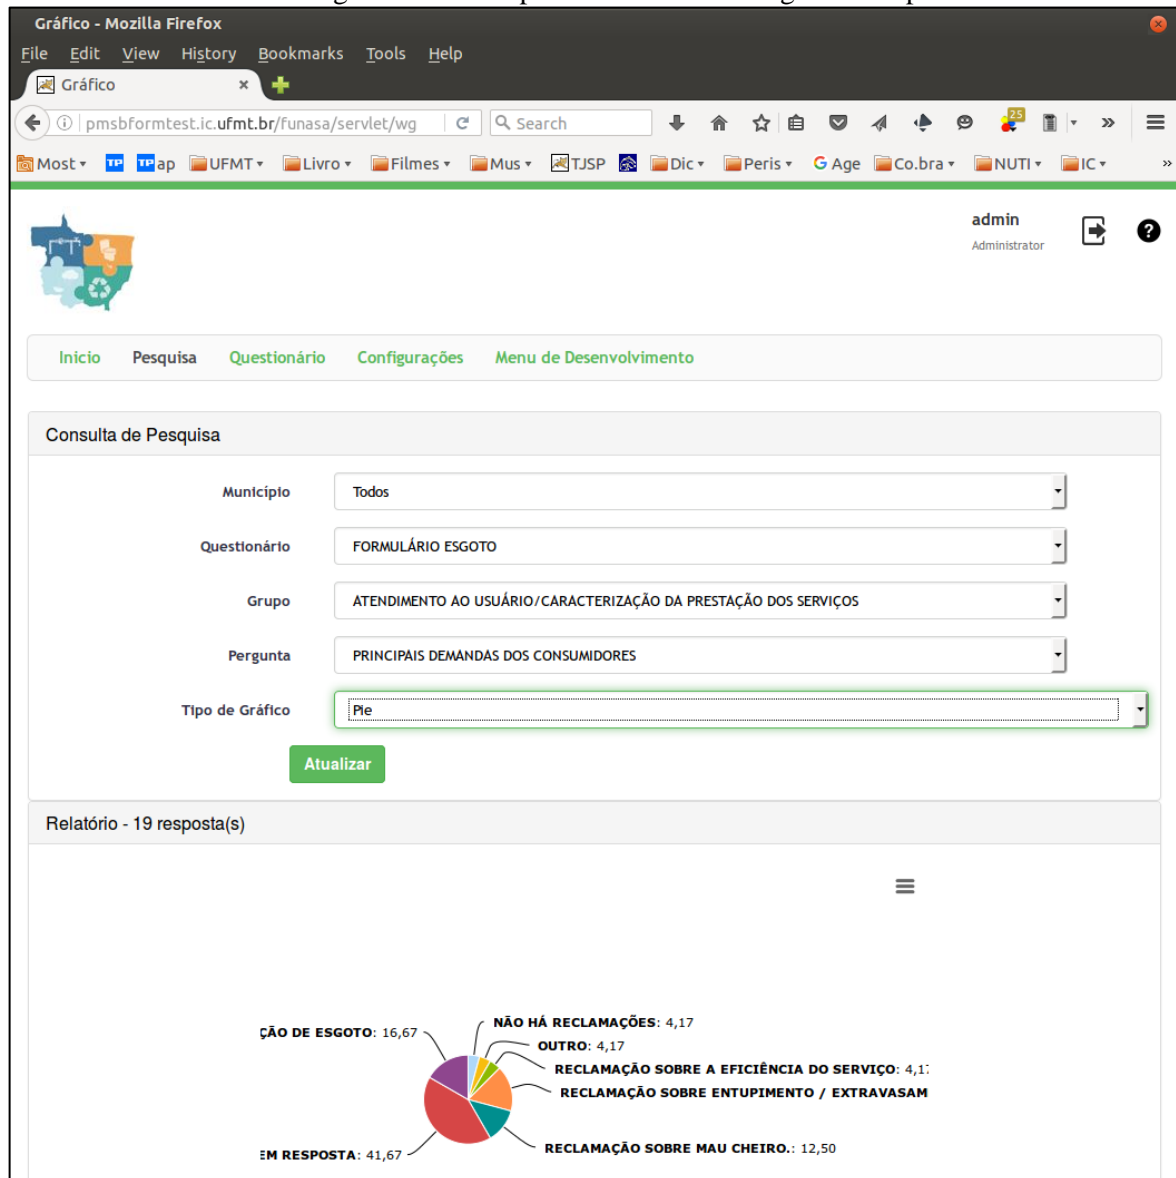 Gráfico - Mozilla Firefox
File Edit View History Bookmarks Tools Help
Gráfico
pmsbformtest.ic.ufmt.br/funasa/servlet/wg Search 25
Most TP TP ap UFMT Livro Filmes Mus TJSP Dic Peris G Age Co.bra NUTI IC »
admin
Administrator
Inicio Pesquisa Questionário Configurações Menu de Desenvolvimento
Consulta de Pesquisa
Município Todos
Questionário FORMULÁRIO ESGOTO
Grupo ATENDIMENTO AO USUÁRIO/CARACTERIZAÇÃO DA PRESTAÇÃO DOS SERVIÇOS
Pergunta PRINCIPAIS DEMANDAS DOS CONSUMIDORES
Tipo de Gráfico Pie
Atualizar
Relatório - 19 resposta(s)
NÃO HÁ RECLAMAÇÕES: 4,17
ÇÃO DE ESGOTO: 16,67
OUTRO: 4,17
RECLAMAÇÃO SOBRE A EFICIÊNCIA DO SERVIÇO: 4,17
RECLAMAÇÃO SOBRE ENTUPIMENTO / EXTRAVASAM
RECLAMAÇÃO SOBRE MAU CHEIRO.: 12,50
EM RESPOSTA: 41,67